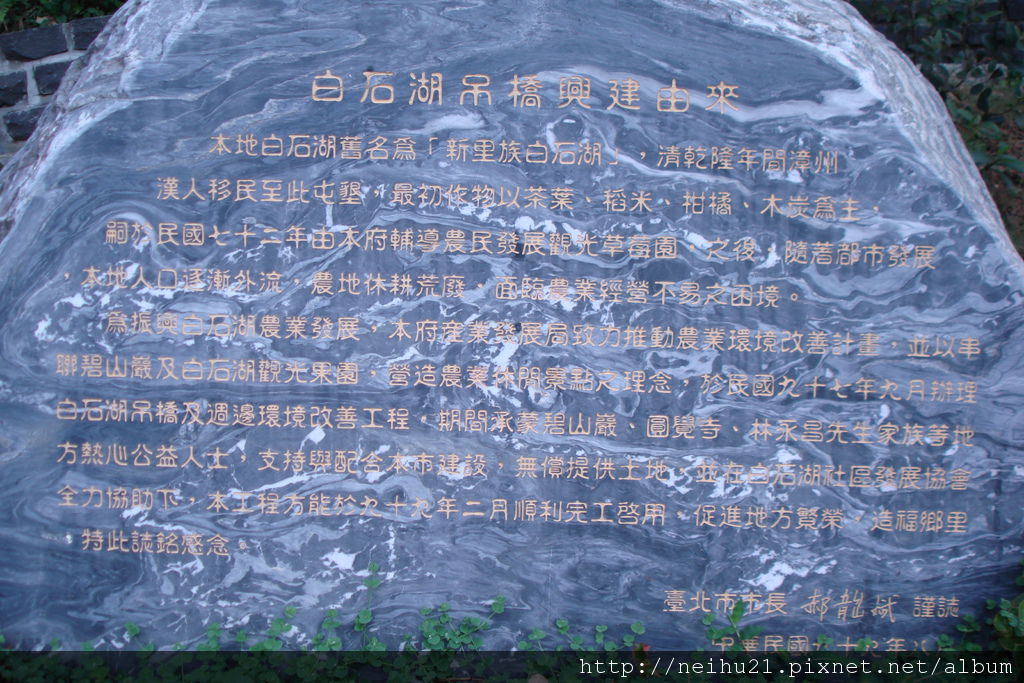 白石湖吊橋興建由來
本地白石湖舊名為「新里族白石湖」，清乾隆年間漳州
漢人移民至此屯墾，最初作物以茶葉、稻米、柑橘、木炭為主，
嗣於民國七十二年由本府輔導農民發展觀光草莓園。之後，隨著都市發展
，本地人口逐漸外流，農地休耕荒廢，面臨農業經營不易之困境。
為振興白石湖農業發展，本府產業發展局致力推動農業環境改善計畫，並以串
聯碧山巖及白石湖觀光果園，營造農業休閒景點之理念，於民國九十七年九月辦理
白石湖吊橋及週邊環境改善工程。期間承蒙碧山巖、圓覺寺、林永昌先生家族等地
方熱心公益人士，支持與配合本市建設，無償提供土地，並在白石湖社區發展協會
全力協助下，本工程方能於九十九年二月順利完工啓用。促進地方繁榮，造福鄉里
，特此誌銘感念。
臺北市市長 郝龍斌 謹誌
中華民國九十九年
http://neihu21.pixnet.net/album